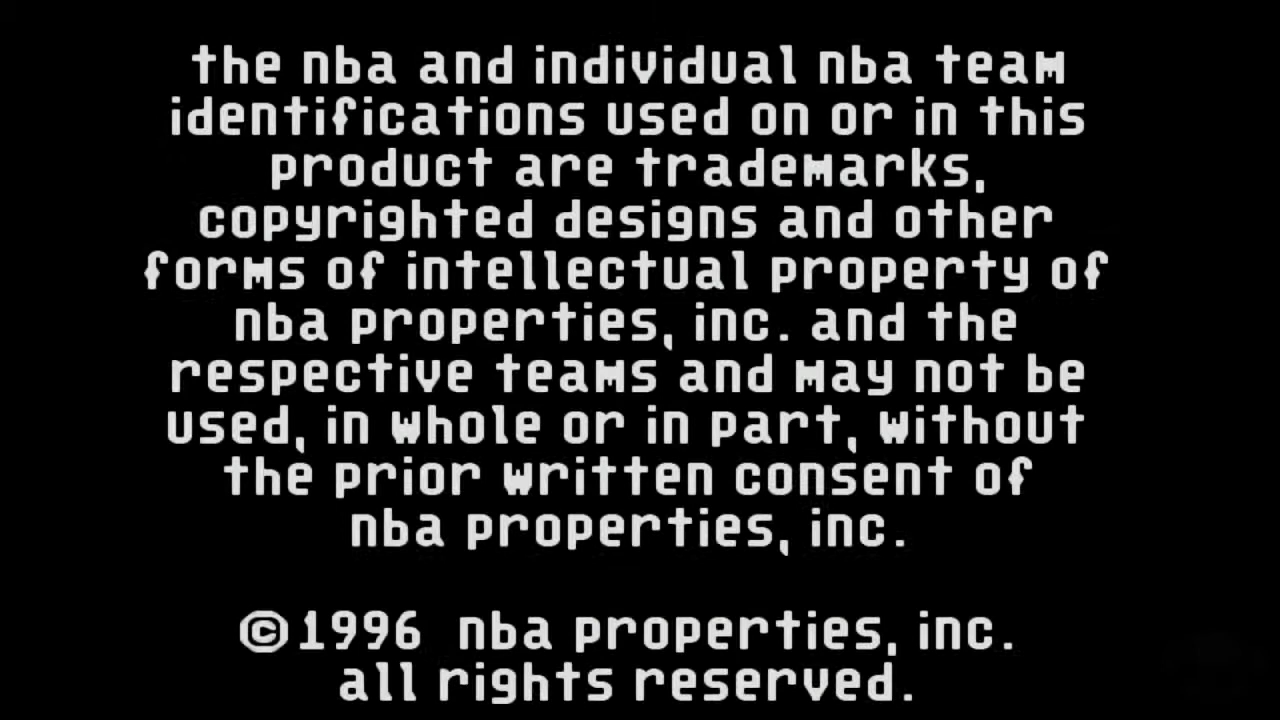 the nba and individual nba team
identifications used on or in this
product are trademarks,
copyrighted designs and other
forms of intellectual property of
nba properties, inc. and the
respective teams and may not be
used, in whole or in part, without
the prior written consent of
nba properties, inc.
©1996 nba properties, inc.
all rights reserved.